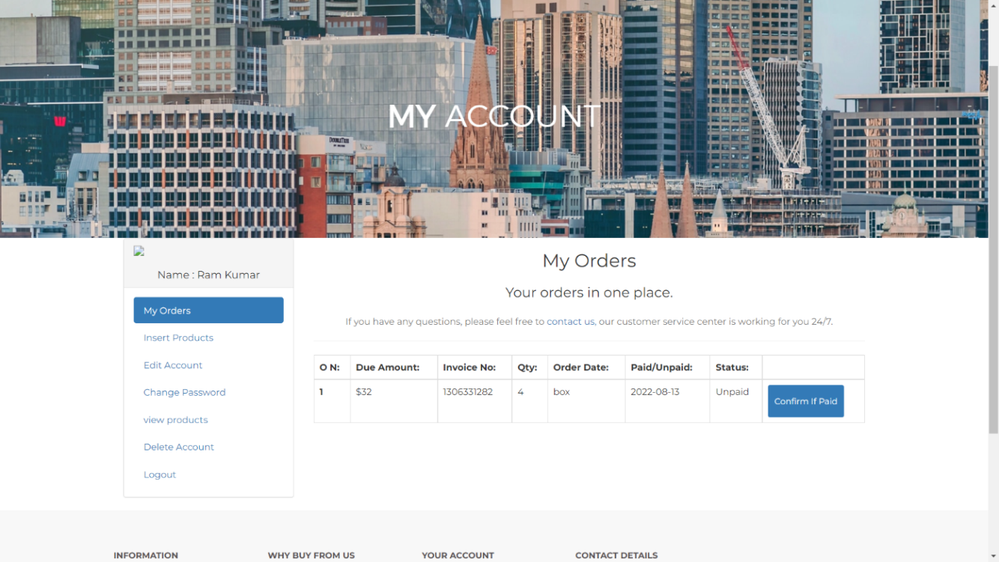 MY ACCOUNT
DOUBLETREE
Name : Ram Kumar
My Orders
Insert Products
Edit Account
Change Password
view products
Delete Account
Logout
My Orders
Your orders in one place.
If you have any questions, please feel free to contact us, our customer service center is working for you 24/7.
O N: Due Amount: Invoice No: Qty: Order Date: Paid/Unpaid: Status:
1 $32 1306331282 4 box 2022-08-13 Unpaid Confirm If Paid
INFORMATION WHY BUY FROM US YOUR ACCOUNT CONTACT DETAILS